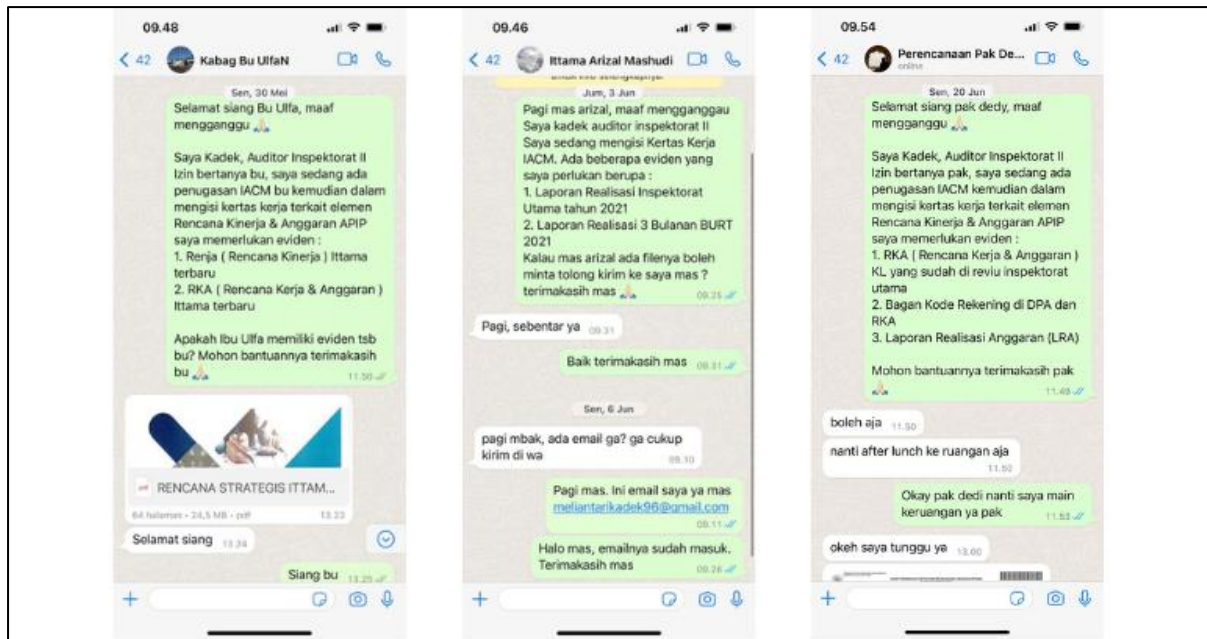 09.48
42
Kabag Bu UlfaN
Sen, 30 Mei
Selamat siang Bu Ulfa, maaf
mengganggu 🙏🏻
Saya Kadek, Auditor Inspektorat II
Izin bertanya bu, saya sedang ada
penugasan IACM bu kemudian dalam
mengisi kertas kerja terkait elemen
Rencana Kinerja & Anggaran APIP
saya memerlukan eviden :
1. Renja ( Rencana Kinerja ) Ittama
terbaru
2. RKA ( Rencana Kerja & Anggaran )
Ittama terbaru
Apakah Ibu Ulfa memiliki eviden tsb
bu? Mohon bantuannya terimakasih
bu 🙏🏻
11.50
RENCANA STRATEGIS ITTAM...
64 halaman • 24,5 MB • pdf
13.23
Selamat siang 13.24
Siang bu 13.25
09.46
42
Ittama Arizal Mashudi
Jum, 3 Jun
Pagi mas arizal, maaf mengganggau
Saya kadek auditor inspektorat II
Saya sedang mengisi Kertas Kerja
IACM. Ada beberapa eviden yang
saya perlukan berupa :
1. Laporan Realisasi Inspektorat
Utama tahun 2021
2. Laporan Realisasi 3 Bulanan BURT
2021
Kalau mas arizal ada filenya boleh
minta tolong kirim ke saya mas ?
terimakasih mas 🙏🏻
09.25
Pagi, sebentar ya 09.31
Baik terimakasih mas 09.31
Sen, 6 Jun
pagi mbak, ada email ga? ga cukup
kirim di wa
09.10
Pagi mas. Ini email saya ya mas
meliantarikadek96@gmail.com
09.11
Halo mas, emailnya sudah masuk.
Terimakasih mas 09.26
09.54
42
Perencanaan Pak De...
online
Sen, 20 Jun
Selamat siang pak dedy, maaf
mengganggu 🙏🏻
Saya Kadek, Auditor Inspektorat II
Izin bertanya pak, saya sedang ada
penugasan IACM kemudian dalam
mengisi kertas kerja terkait elemen
Rencana Kinerja & Anggaran APIP
saya memerlukan eviden :
1. RKA ( Rencana Kerja & Anggaran )
KL yang sudah di reviu inspektorat
utama
2. Bagan Kode Rekening di DPA dan
RKA
3. Laporan Realisasi Anggaran (LRA)
Mohon bantuannya terimakasih pak
🙏🏻
11.49
boleh aja 11.50
nanti after lunch ke ruangan aja
11.50
Okay pak dedi nanti saya main
keruangan ya pak 11.53
okeh saya tunggu ya 13.00